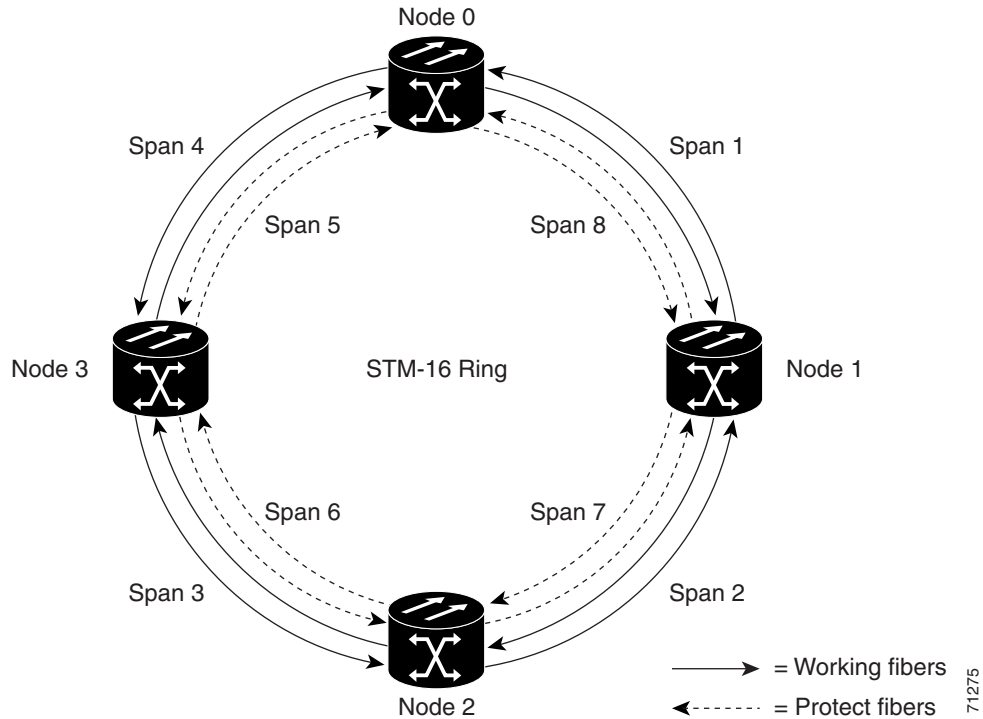 Node 0
Span 4
Span 1
Span 5
Span 8
Node 3
STM-16 Ring
Node 1
Span 6
Span 7
Span 3
Span 2
= Working fibers
Node 2
= Protect fibers
71275